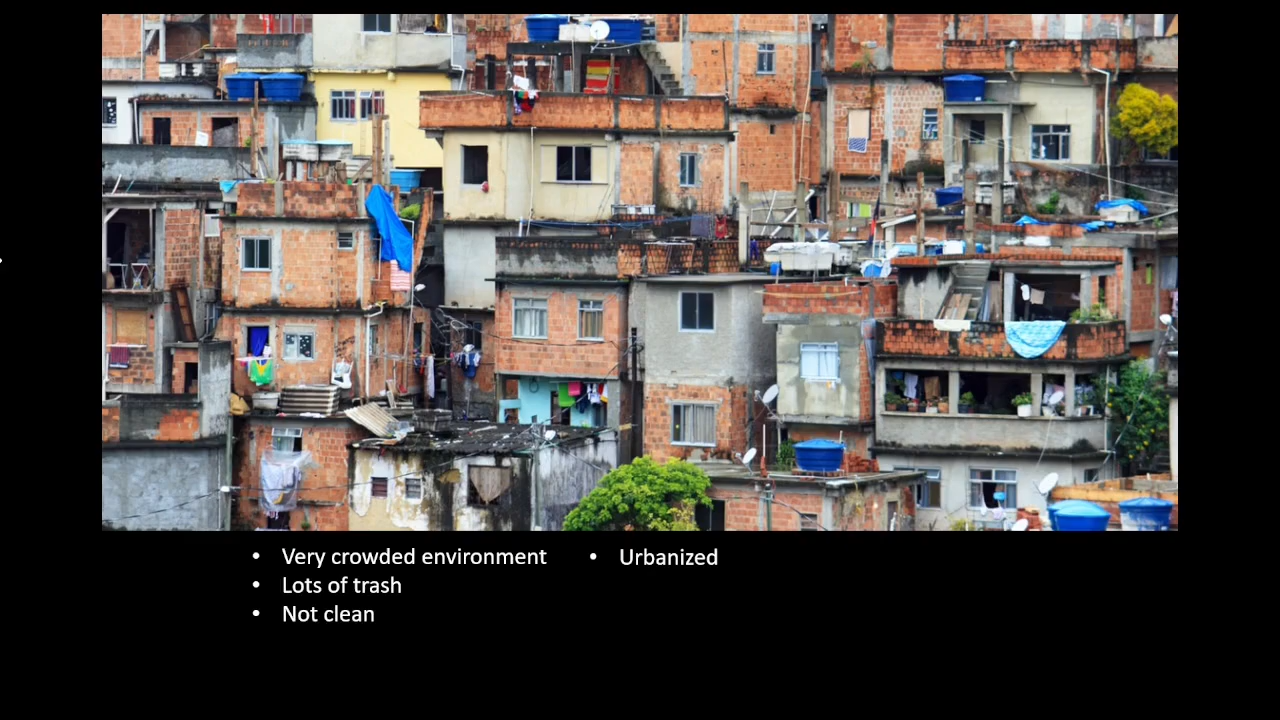 • Very crowded environment
• Lots of trash
• Not clean
• Urbanized